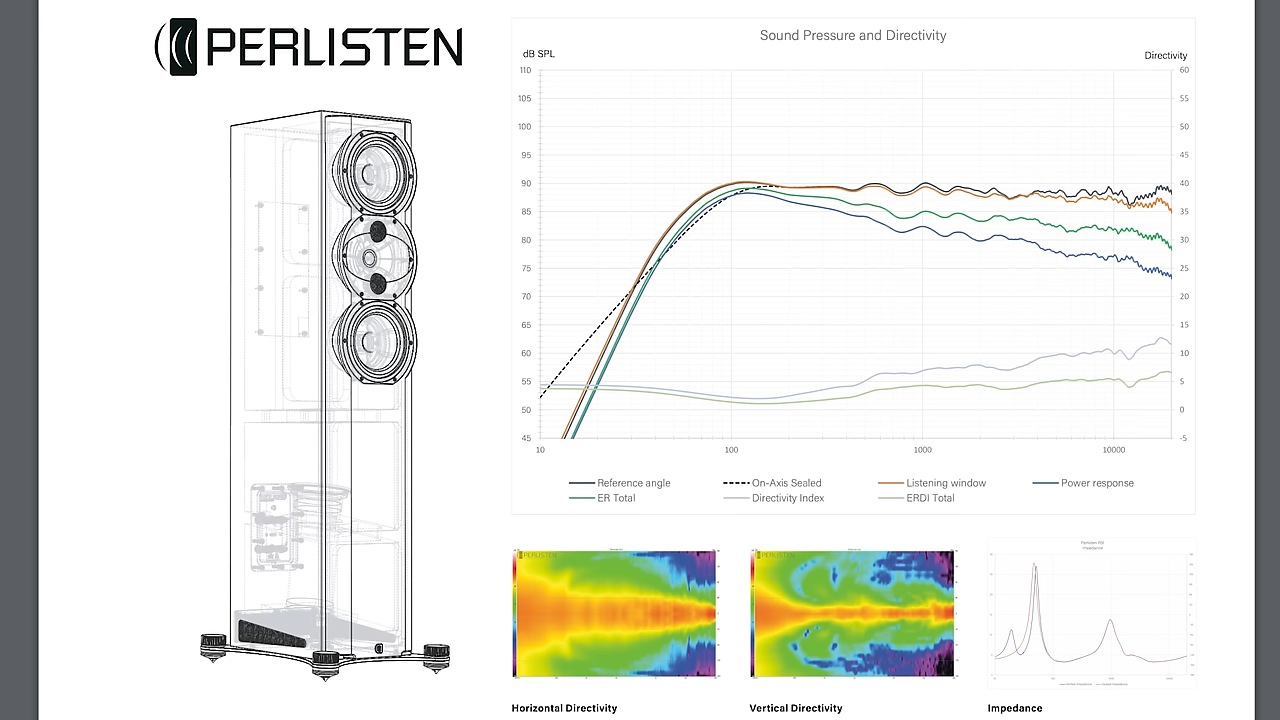 PERLISTEN
Sound Pressure and Directivity
dB SPL
Directivity
110
105
100
95
90
85
80
75
70
65
60
55
50
45
60
55
50
45
40
35
30
25
20
15
10
5
0
-5
10
100
1000
10000
Reference angle
On Axis Sealed
Listening window
Power response
ER Total
Directivity Index
ERDI Total
PERLISTEN
Impedance
Horizontal Directivity
Vertical Directivity
Impedance